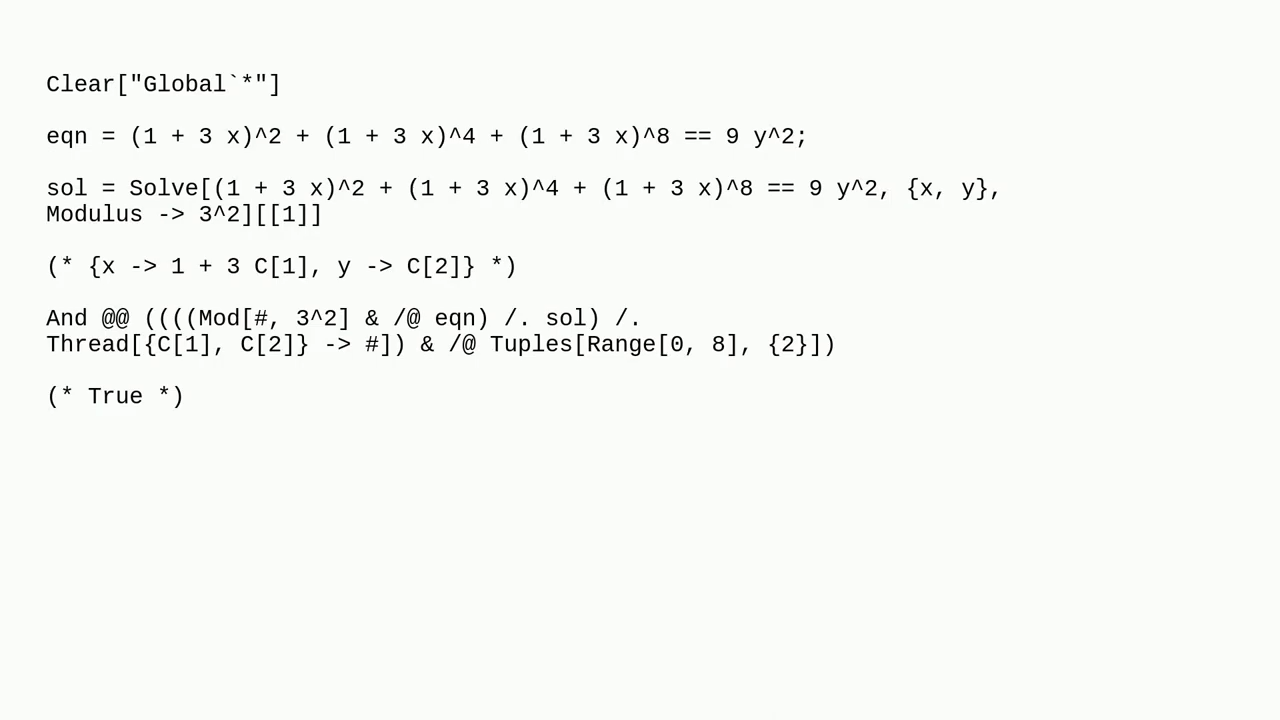 Clear["Global`*"]
eqn = (1 + 3 x)^2 + (1 + 3 x)^4 + (1 + 3 x)^8 == 9 y^2;
sol = Solve[(1 + 3 x)^2 + (1 + 3 x)^4 + (1 + 3 x)^8 == 9 y^2, {x, y},
Modulus -> 3^2][[1]]
(* {x -> 1 + 3 C[1], y -> C[2]} *)
And @@ ((((Mod[#, 3^2] & /@ eqn) /. sol) /.
Thread[{C[1], C[2]} -> #]) & /@ Tuples[Range[0, 8], {2}])
(* True *)